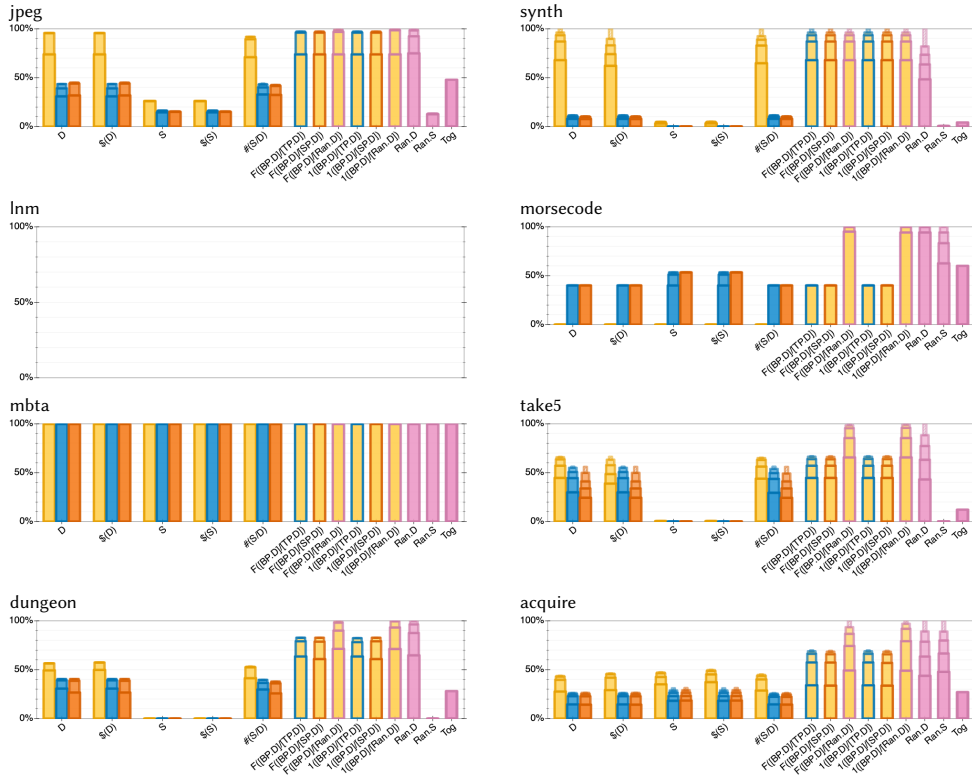 jpeg
100%
50%
0%
D
$(D)
S
$(S)
#(S/D)
F([BP.D]/[TP.D])
F([BP.D]/[SP.D])
F([BP.D]/[Ran.D])
1([BP.D]/[TP.D])
1([BP.D]/[SP.D])
1([BP.D]/[Ran.D])
Ran.D
Ran.S
Tog
synth
100%
50%
0%
D
$(D)
S
$(S)
#(S/D)
F([BP.D]/[TP.D])
F([BP.D]/[SP.D])
F([BP.D]/[Ran.D])
1([BP.D]/[TP.D])
1([BP.D]/[SP.D])
1([BP.D]/[Ran.D])
Ran.D
Ran.S
Tog
lnm
100%
50%
0%
morsecode
100%
50%
0%
D
$(D)
S
$(S)
#(S/D)
F([BP.D]/[TP.D])
F([BP.D]/[SP.D])
F([BP.D]/[Ran.D])
1([BP.D]/[TP.D])
1([BP.D]/[SP.D])
1([BP.D]/[Ran.D])
Ran.D
Ran.S
Tog
mbta
100%
50%
0%
D
$(D)
S
$(S)
#(S/D)
F([BP.D]/[TP.D])
F([BP.D]/[SP.D])
F([BP.D]/[Ran.D])
1([BP.D]/[TP.D])
1([BP.D]/[SP.D])
1([BP.D]/[Ran.D])
Ran.D
Ran.S
Tog
take5
100%
50%
0%
D
$(D)
S
$(S)
#(S/D)
F([BP.D]/[TP.D])
F([BP.D]/[SP.D])
F([BP.D]/[Ran.D])
1([BP.D]/[TP.D])
1([BP.D]/[SP.D])
1([BP.D]/[Ran.D])
Ran.D
Ran.S
Tog
dungeon
100%
50%
0%
D
$(D)
S
$(S)
#(S/D)
F([BP.D]/[TP.D])
F([BP.D]/[SP.D])
F([BP.D]/[Ran.D])
1([BP.D]/[TP.D])
1([BP.D]/[SP.D])
1([BP.D]/[Ran.D])
Ran.D
Ran.S
Tog
acquire
100%
50%
0%
D
$(D)
S
$(S)
#(S/D)
F([BP.D]/[TP.D])
F([BP.D]/[SP.D])
F([BP.D]/[Ran.D])
1([BP.D]/[TP.D])
1([BP.D]/[SP.D])
1([BP.D]/[Ran.D])
Ran.D
Ran.S
Tog